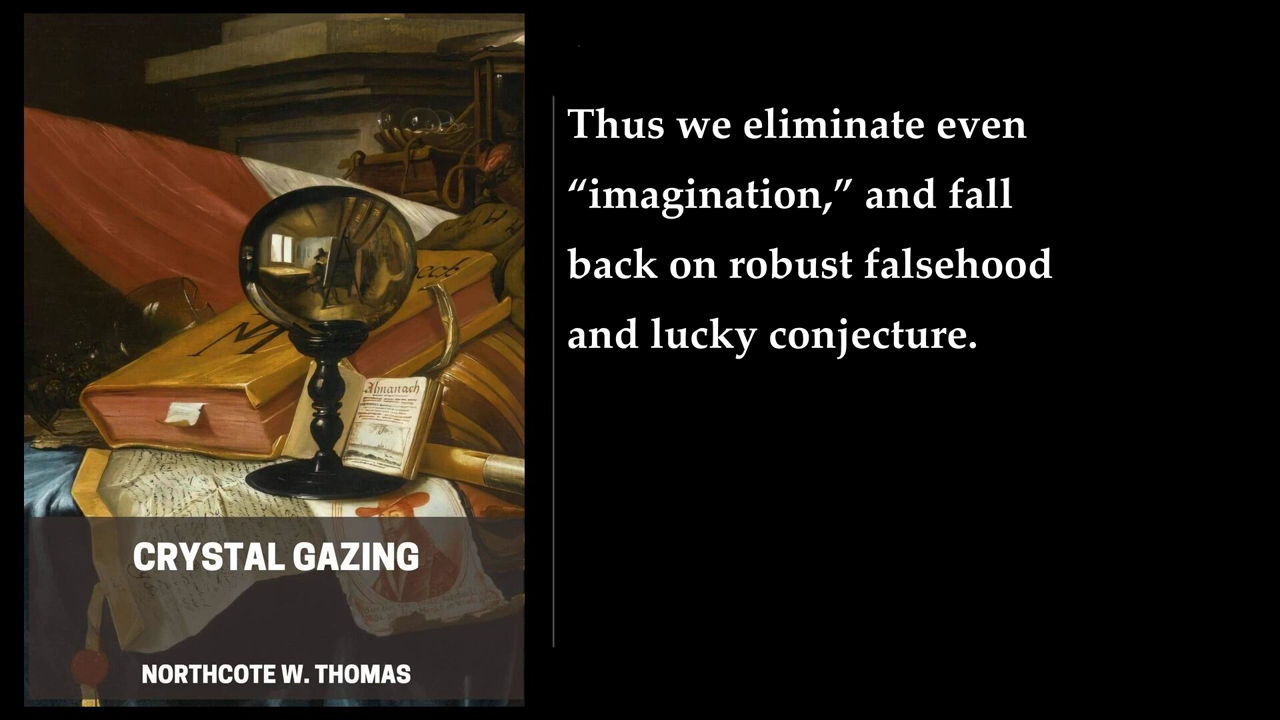 Thus we eliminate even
“imagination,” and fall
back on robust falsehood
and lucky conjecture.
M
Almanach
CRYSTAL GAZING
NORTHCOTE W. THOMAS